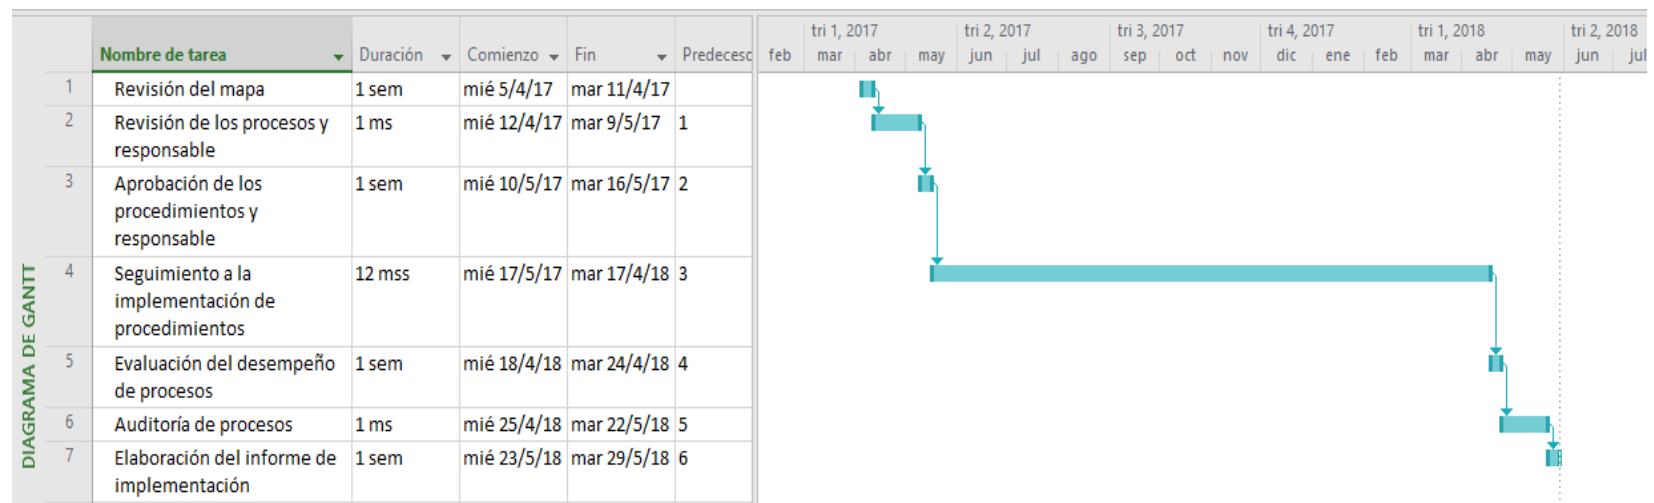 tri 1, 2017 tri 2, 2017 tri 3, 2017 tri 4, 2017 tri 1, 2018 tri 2, 2018
Nombre de tarea Duración Comienzo Fin Predecesc feb mar abr may jun jul ago sep oct nov dic ene feb mar abr may jun jul
1 Revisión del mapa 1 sem mié 5/4/17 mar 11/4/17
2 Revisión de los procesos y 1 ms mié 12/4/17 mar 9/5/17 1
responsable
3 Aprobación de los 1 sem mié 10/5/17 mar 16/5/17 2
procedimientos y
responsable
4 Seguimiento a la 12 mss mié 17/5/17 mar 17/4/18 3
implementación de
procedimientos
5 Evaluación del desempeño 1 sem mié 18/4/18 mar 24/4/18 4
de procesos
6 Auditoría de procesos 1 ms mié 25/4/18 mar 22/5/18 5
7 Elaboración del informe de 1 sem mié 23/5/18 mar 29/5/18 6
implementación
DIAGRAMA DE GANTT